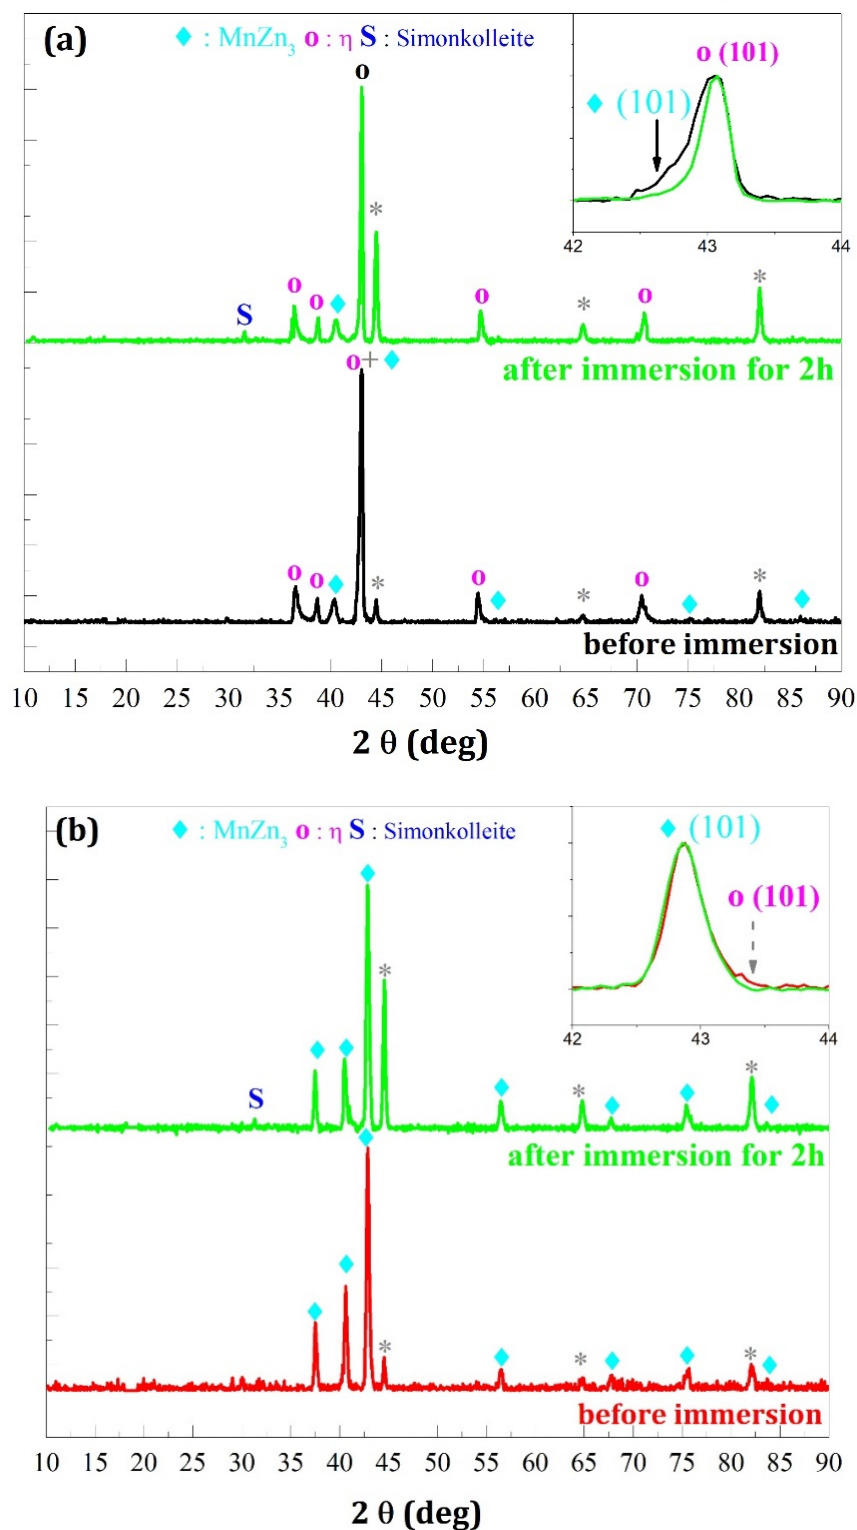 (a) ♦ : MnZn₃ o : η S : Simonkolleite
o
o (101)
♦ (101)
*
42 43 44
S o o ♦ o * o *
after immersion for 2h
o + ♦
o o ♦ * o ♦ * o ♦ * ♦
before immersion
10 15 20 25 30 35 40 45 50 55 60 65 70 75 80 85 90
2 θ (deg)
(b) ♦ : MnZn₃ o : η S : Simonkolleite
♦ (101)
♦
o (101)
*
42 43 44
S ♦ ♦ ♦ * ♦ ♦ * ♦
after immersion for 2h
♦
♦ ♦ * ♦ * ♦ ♦ * ♦
before immersion
10 15 20 25 30 35 40 45 50 55 60 65 70 75 80 85 90
2 θ (deg)